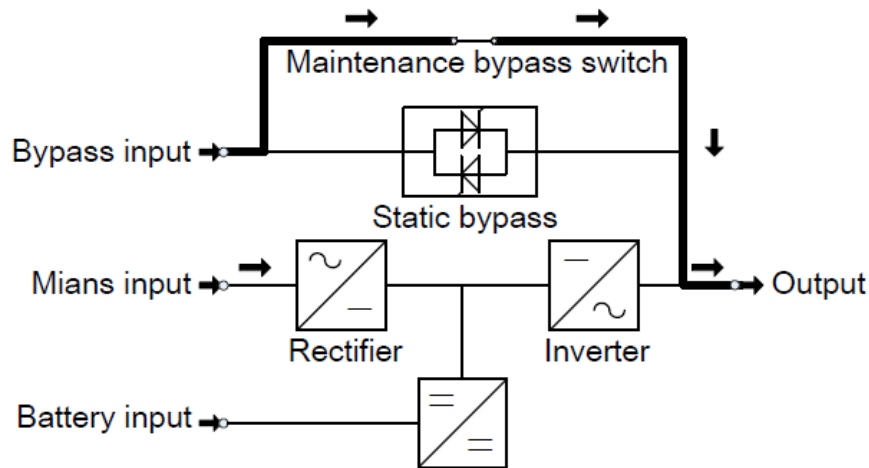 Maintenance bypass switch
Bypass input
Static bypass
Mians input
Output
Rectifier
Inverter
Battery input